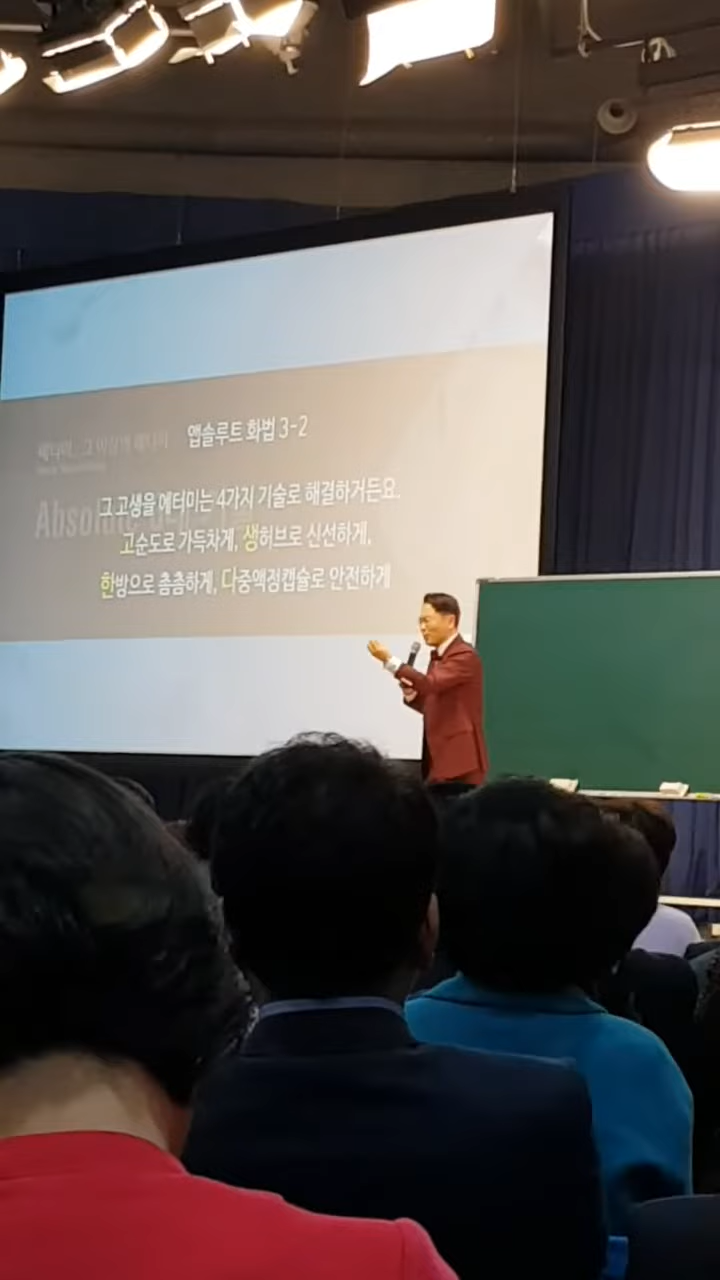 앱솔루트 화법 3-2
그 고생을 에터미는 4가지 기술로 해결하거든요.
Absolute
고순도로 가득차게, 생허브로 신선하게,
한방으로 촘촘하게, 다중액정캡슐로 안전하게